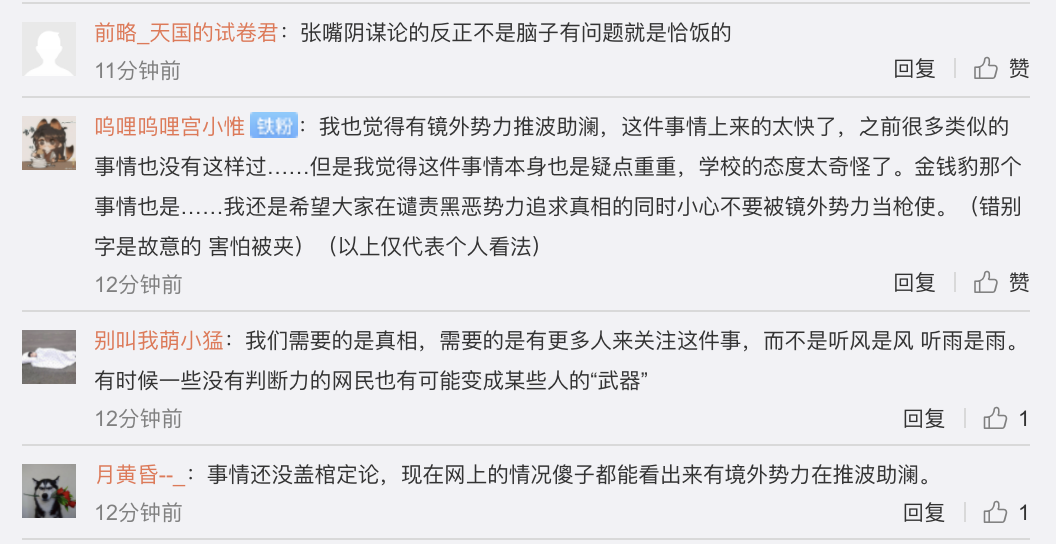 前略_天国的试卷君：张嘴阴谋论的反正不是脑子有问题就是恰饭的
11分钟前
回复 赞
呜哩呜哩宫小惟 铁粉：我也觉得有镜外势力推波助澜，这件事情上来的太快了，之前很多类似的
事情也没有这样过……但是我觉得这件事情本身也是疑点重重，学校的态度太奇怪了。金钱豹那个
事情也是……我还是希望大家在谴责黑恶势力追求真相的同时小心不要被镜外势力当枪使。（错别
字是故意的 害怕被夹）（以上仅代表个人看法）
12分钟前
回复 赞
别叫我萌小猛：我们需要的是真相，需要的是有更多人来关注这件事，而不是听风是风 听雨是雨。
有时候一些没有判断力的网民也有可能变成某些人的“武器”
12分钟前
回复 1
月黄昏--_：事情还没盖棺定论，现在网上的情况傻子都能看出来有境外势力在推波助澜。
12分钟前
回复 1